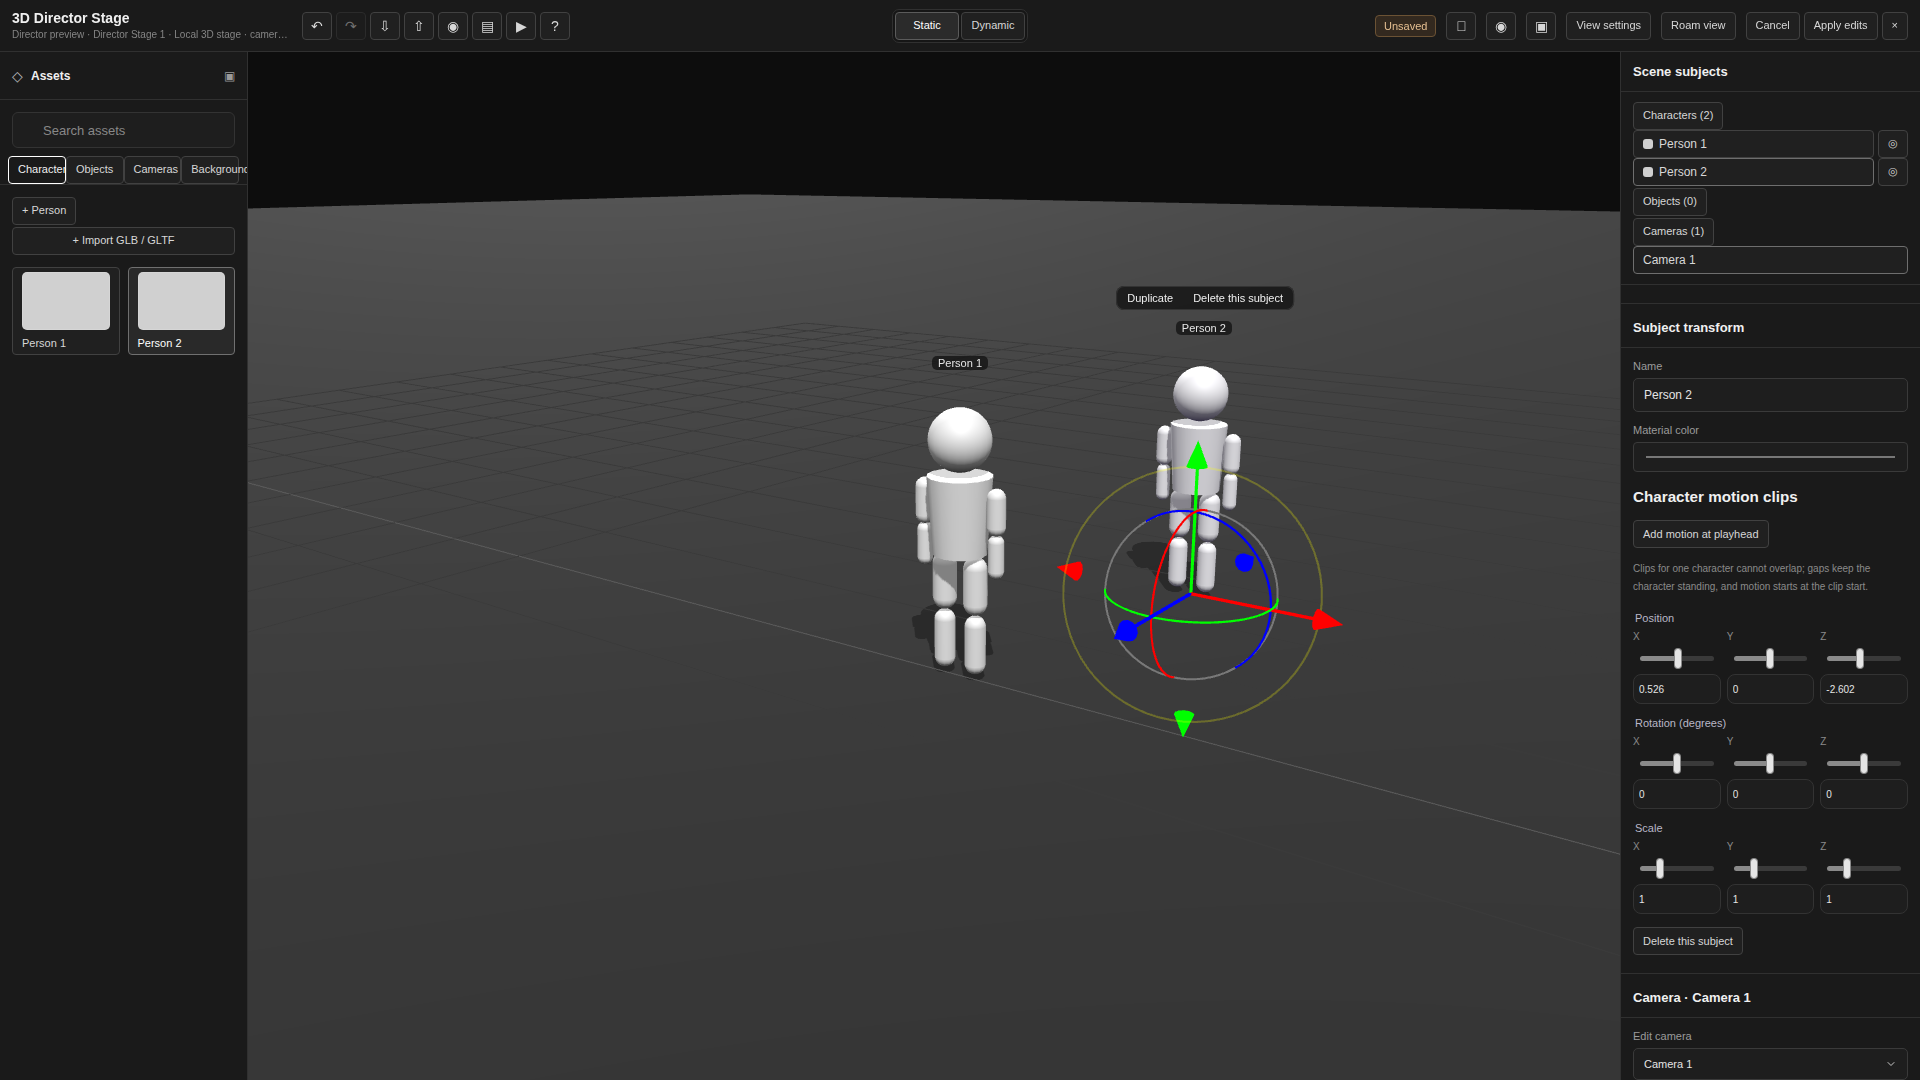 3D Director Stage
Director preview · Director Stage 1 · Local 3D stage · camer…
?
Static
Dynamic
Unsaved
View settings
Roam view
Cancel
Apply edits
×
Assets
Search assets
Character
Objects
Cameras
Background
+ Person
+ Import GLB / GLTF
Person 1
Person 2
Duplicate
Delete this subject
Person 2
Person 1
Scene subjects
Characters (2)
Person 1
Person 2
Objects (0)
Cameras (1)
Camera 1
Subject transform
Name
Person 2
Material color
Character motion clips
Add motion at playhead
Clips for one character cannot overlap; gaps keep the
character standing, and motion starts at the clip start.
Position
X Y Z
0.526 0 -2.602
Rotation (degrees)
X Y Z
0 0 0
Scale
X Y Z
1 1 1
Delete this subject
Camera · Camera 1
Edit camera
Camera 1